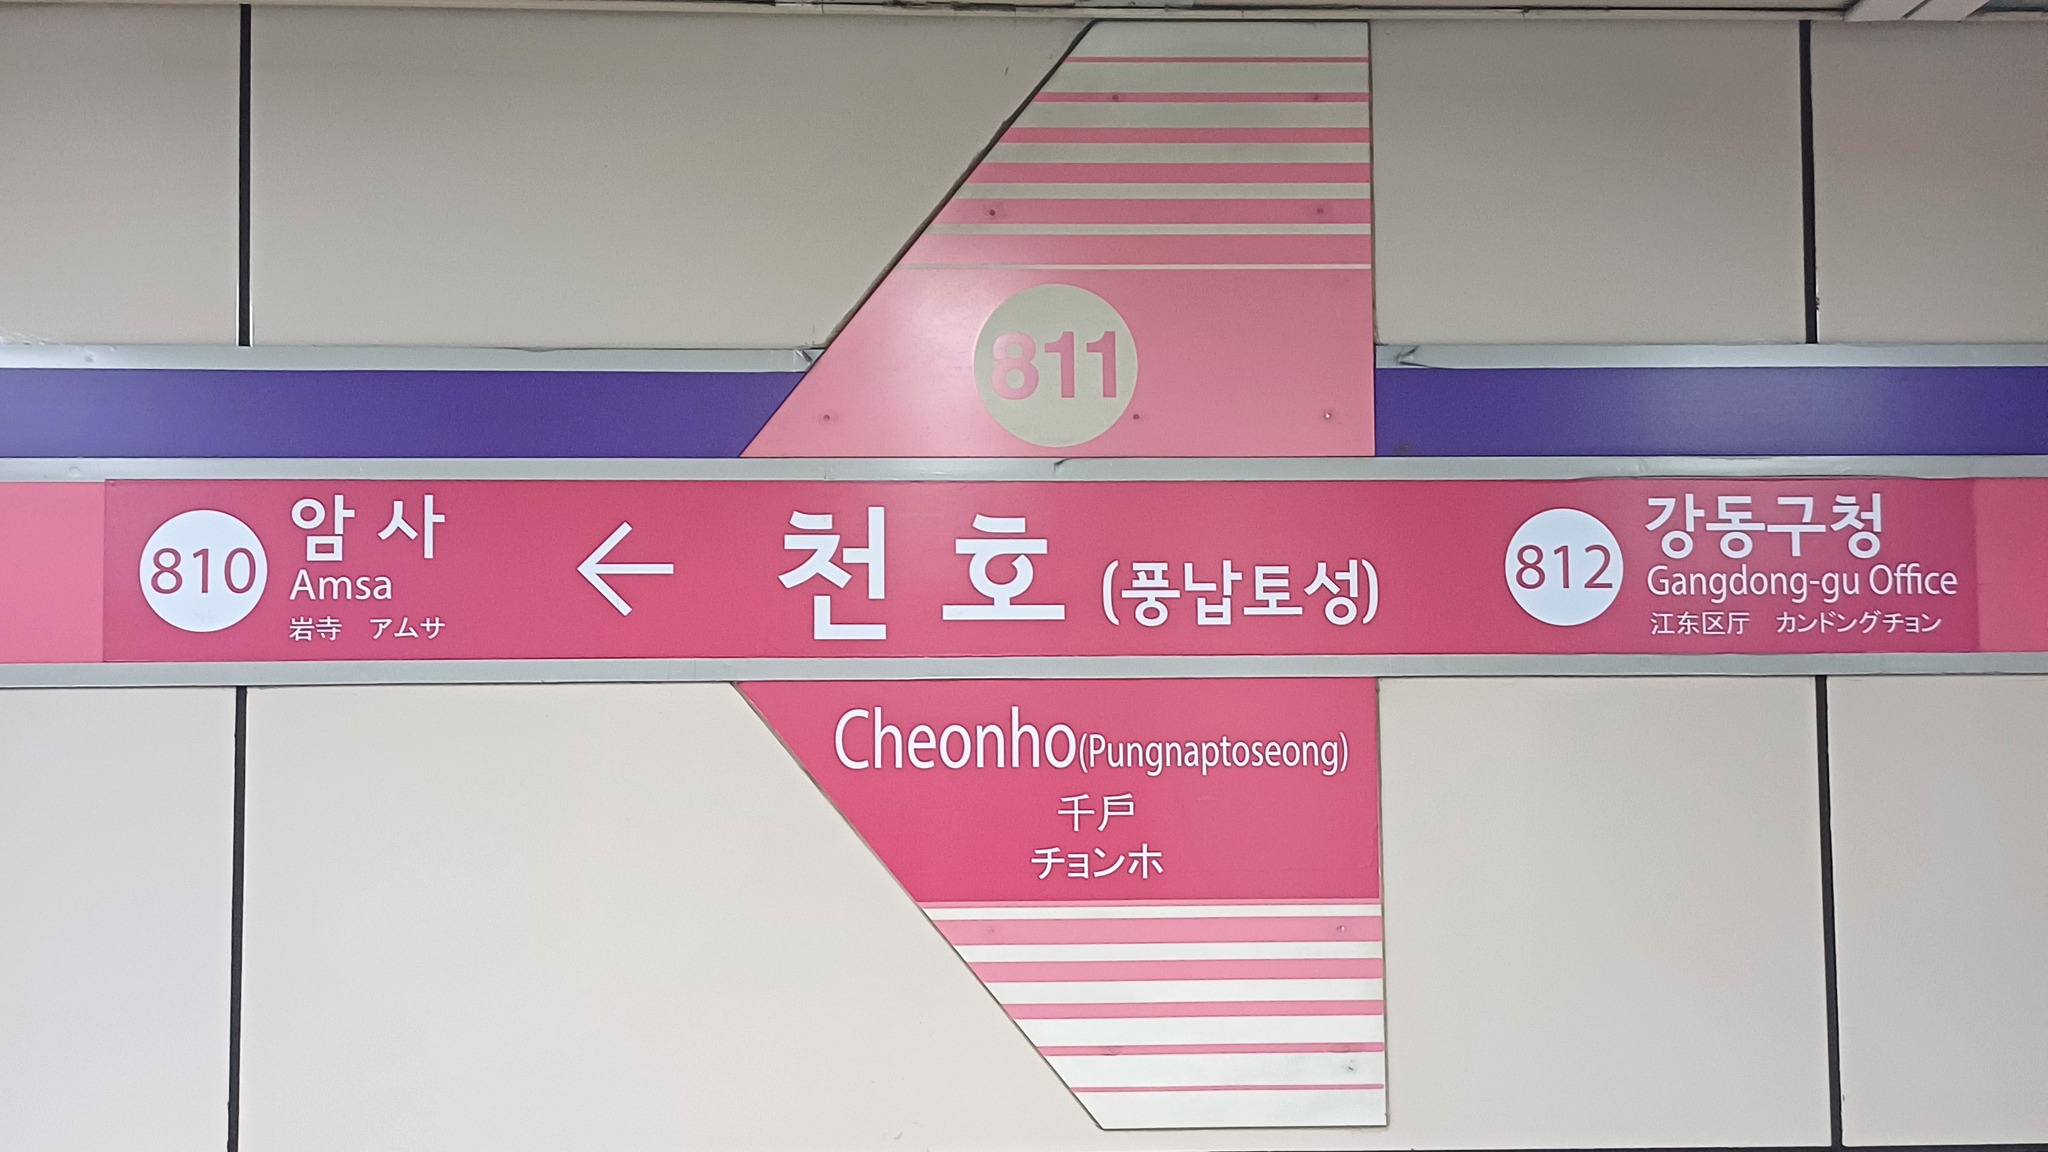 811
810
암사
Amsa
岩寺 アムサ
←
천호 (풍납토성)
812
강동구청
Gangdong-gu Office
江东区厅 カンドングチョン
Cheonho(Pungnaptoseong)
千戶
チョンホ